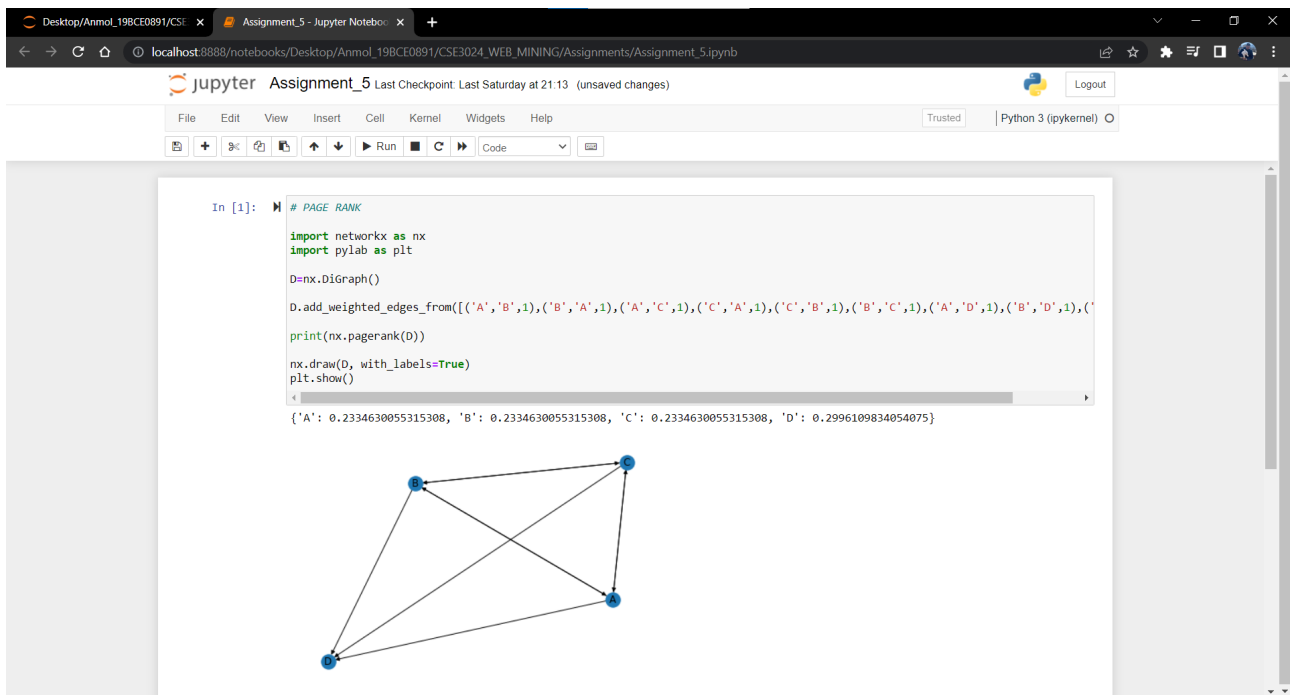 Desktop/Anmol_19BCE0891/CSE
Assignment_5 - Jupyter Noteboo
localhost:8888/notebooks/Desktop/Anmol_19BCE0891/CSE3024_WEB_MINING/Assignments/Assignment_5.ipynb
jupyter Assignment_5 Last Checkpoint: Last Saturday at 21:13 (unsaved changes)
Logout
File Edit View Insert Cell Kernel Widgets Help
Trusted Python 3 (ipykernel)
Run Code
In [1]: # PAGE RANK
import networkx as nx
import pylab as plt
D=nx.DiGraph()
D.add_weighted_edges_from([('A','B',1),('B','A',1),('A','C',1),('C','A',1),('C','B',1),('B','C',1),('A','D',1),('B','D',1),('
print(nx.pagerank(D))
nx.draw(D, with_labels=True)
plt.show()
{'A': 0.2334630055315308, 'B': 0.2334630055315308, 'C': 0.2334630055315308, 'D': 0.2996109834054075}
C
B
A
D